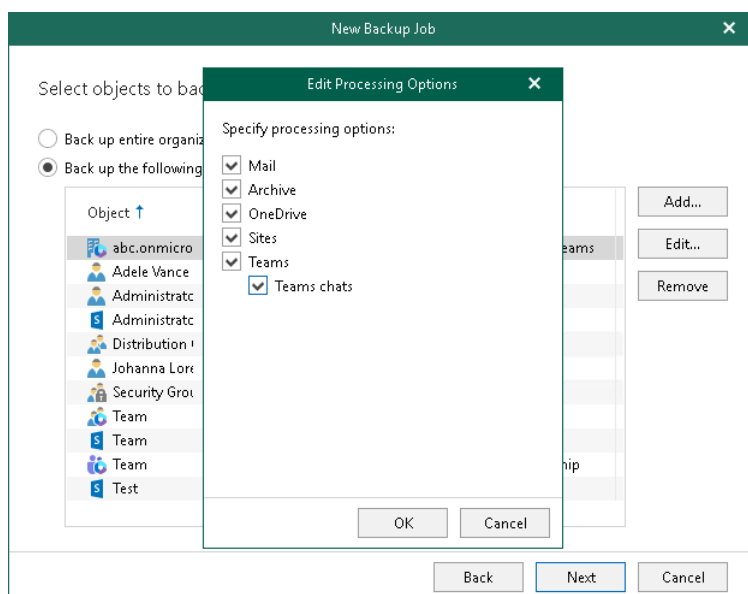 New Backup Job
Select objects to bac
Edit Processing Options
Specify processing options:
Back up entire organiz
Back up the following
Mail
Archive
OneDrive
Sites
Teams
Teams chats
Object
abc.onmicro
eams
Adele Vance
Administratc
Administratc
Distribution
Johanna Lore
Security Grou
Team
Team
Team
hip
Test
Add...
Edit...
Remove
OK
Cancel
Back
Next
Cancel